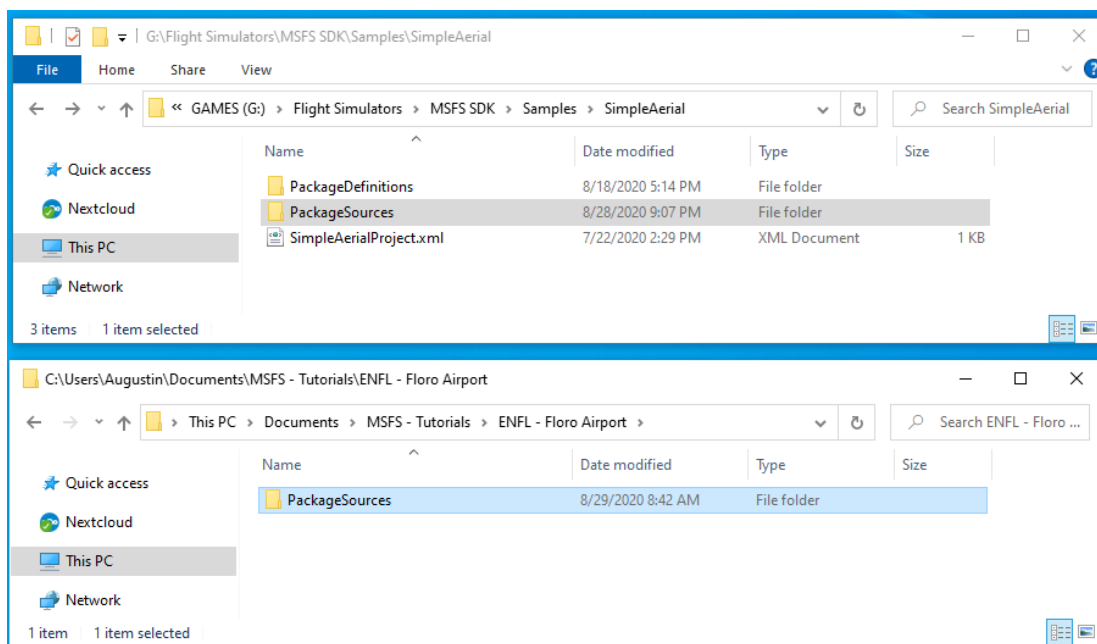 G:\Flight Simulators\MSFS SDK\Samples\SimpleAerial
File Home Share View
« GAMES (G:) > Flight Simulators > MSFS SDK > Samples > SimpleAerial Search SimpleAerial
Name Date modified Type Size
Quick access
PackageDefinitions 8/18/2020 5:14 PM File folder
Nextcloud
PackageSources 8/28/2020 9:07 PM File folder
This PC
SimpleAerialProject.xml 7/22/2020 2:29 PM XML Document 1 KB
Network
3 items 1 item selected
C:\Users\Augustin\Documents\MSFS - Tutorials\ENFL - Floro Airport
> This PC > Documents > MSFS - Tutorials > ENFL - Floro Airport > Search ENFL - Floro ...
Name Date modified Type Size
Quick access
PackageSources 8/29/2020 8:42 AM File folder
Nextcloud
This PC
Network
1 item 1 item selected